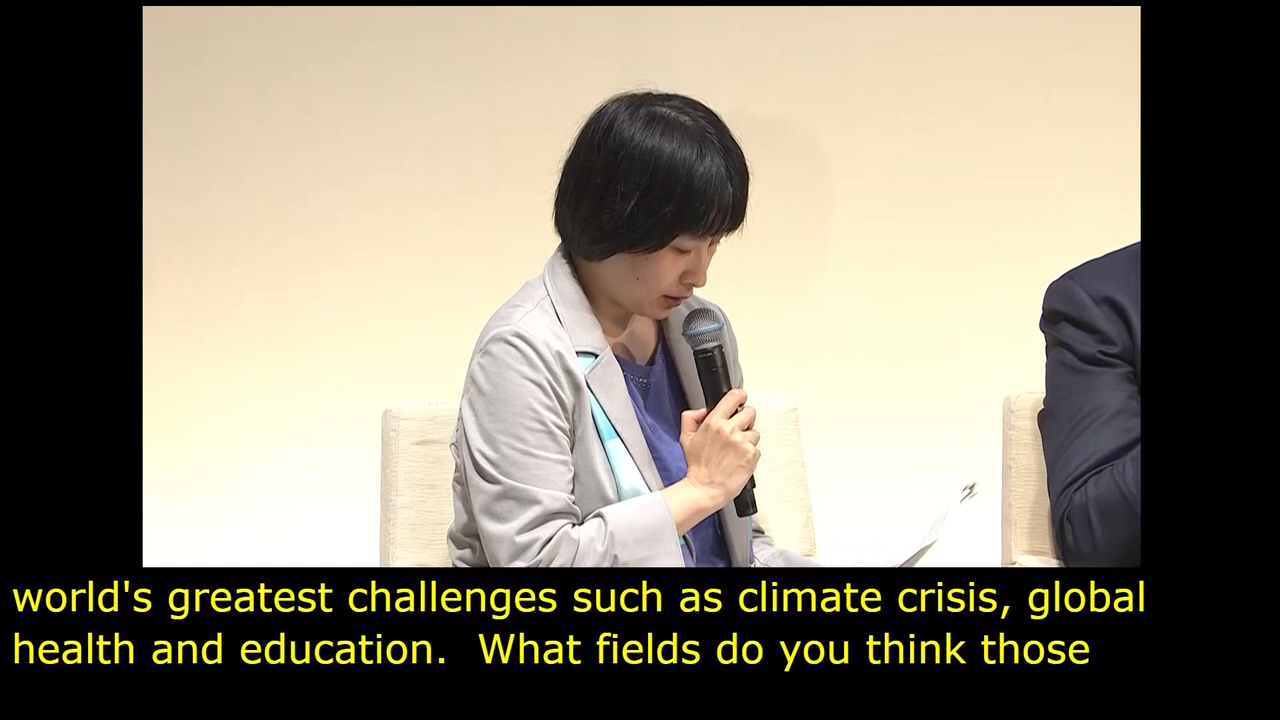 world's greatest challenges such as climate crisis, global
health and education.  What fields do you think those